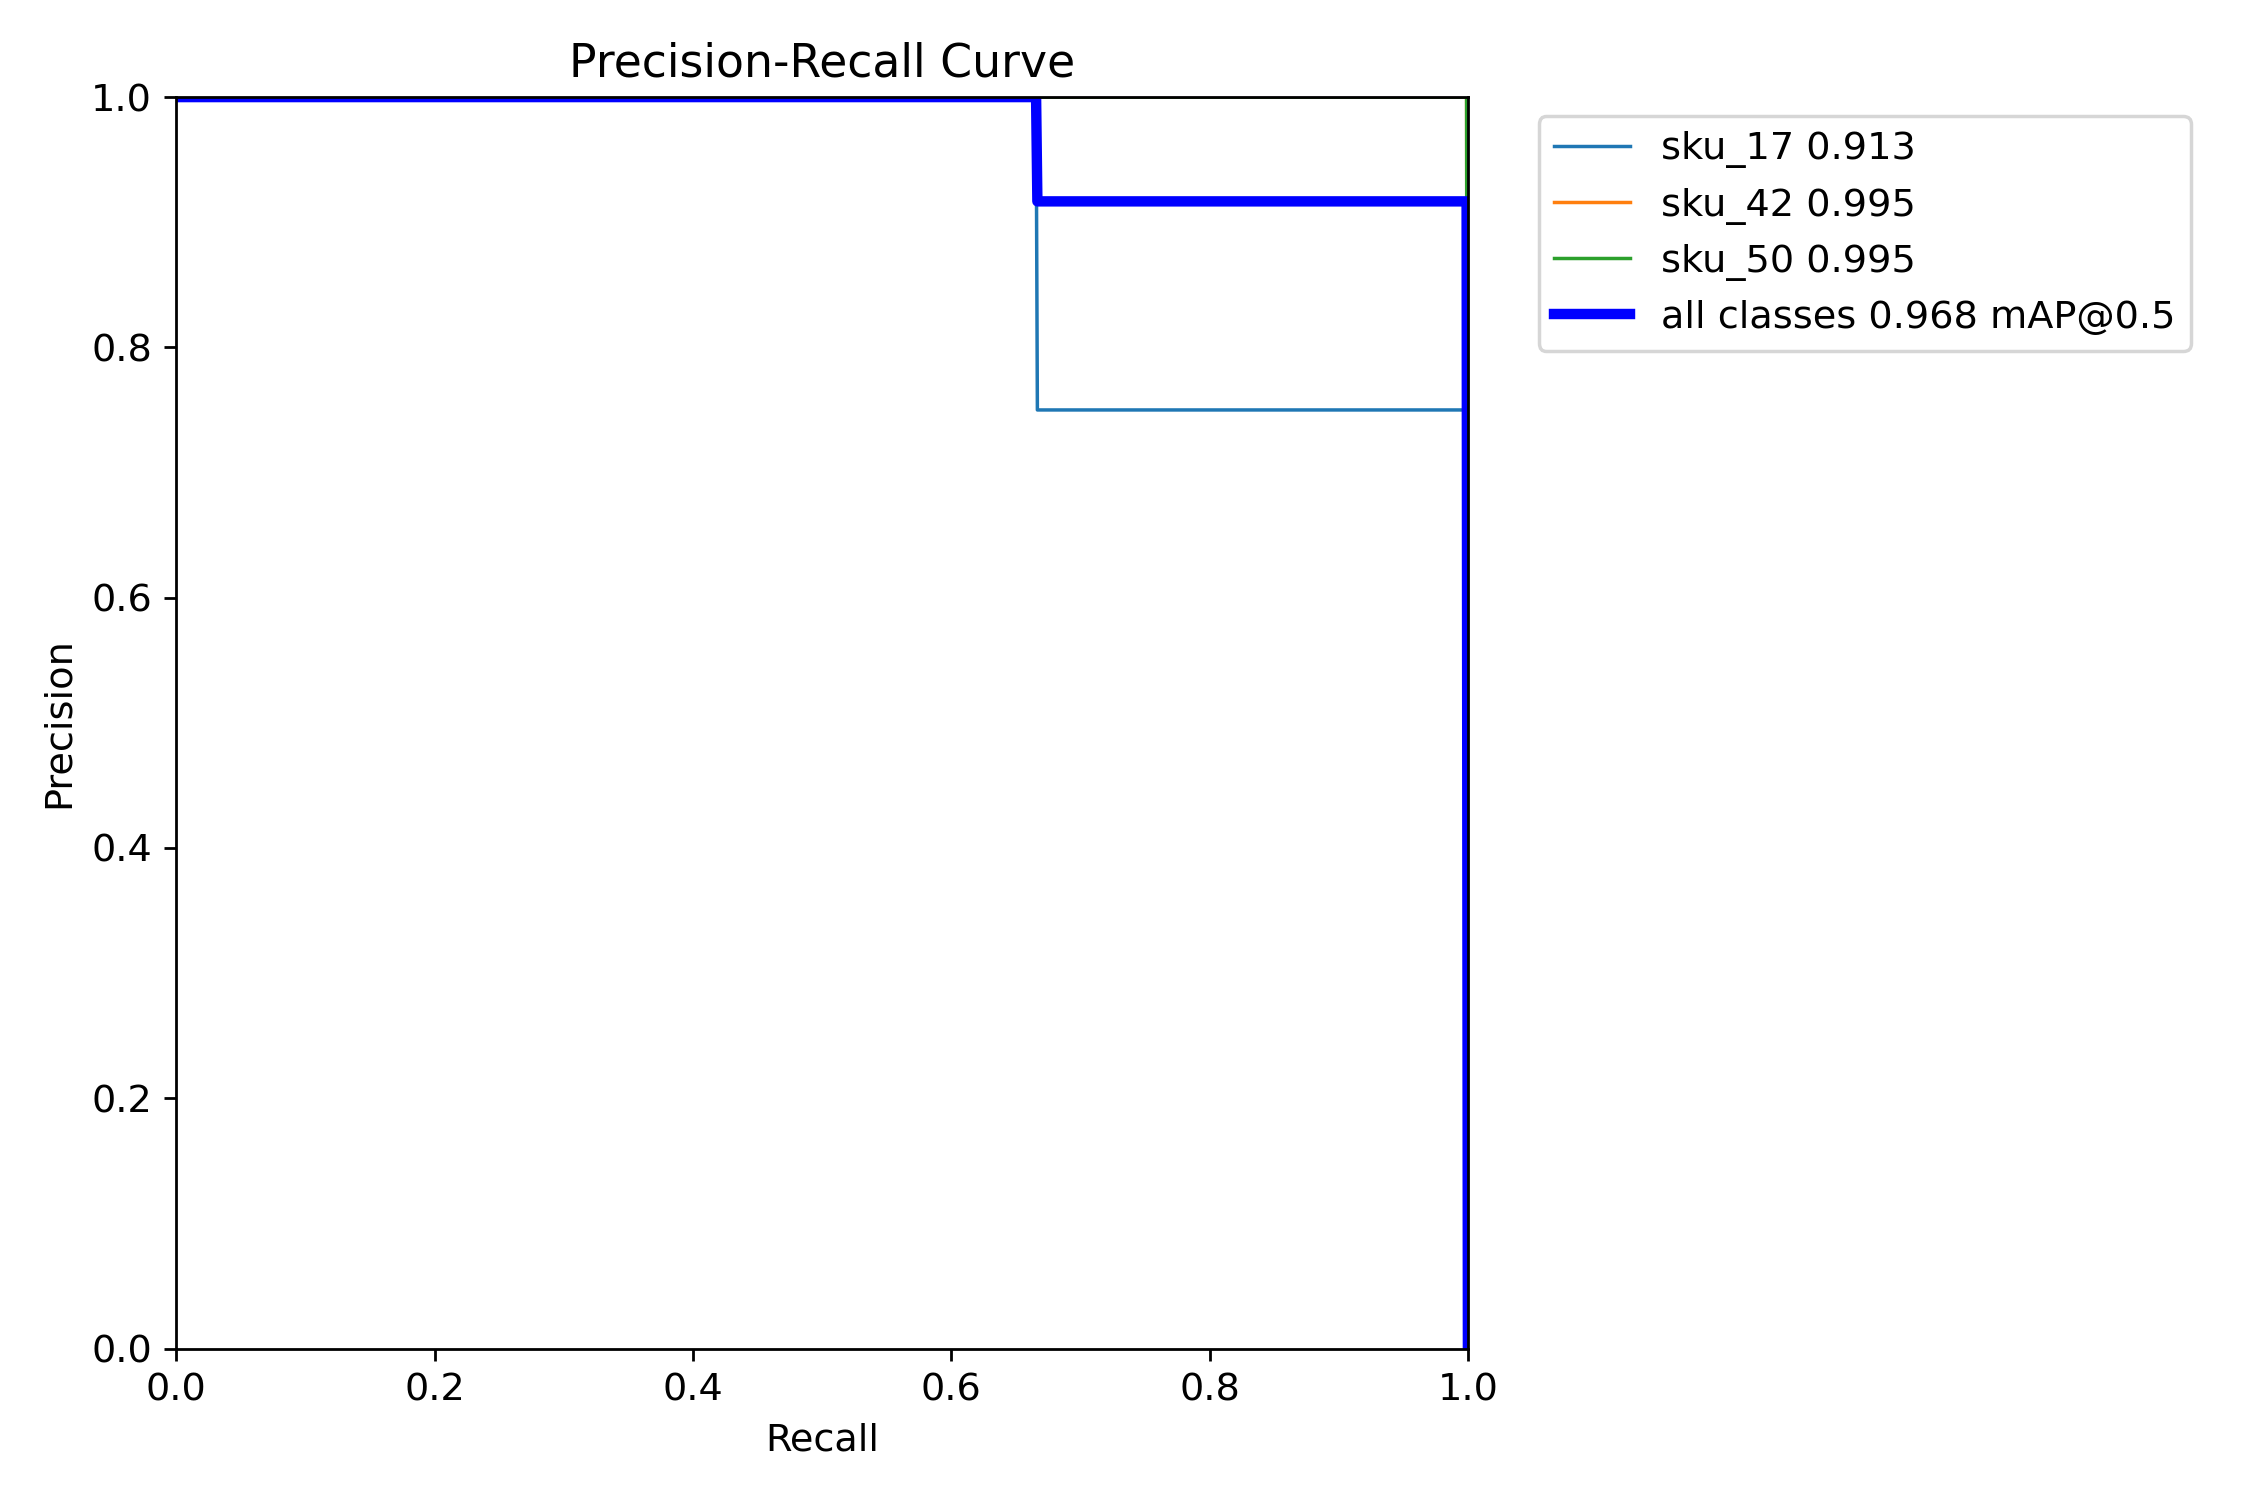 Precision-Recall Curve
1.0
0.8
0.6
0.4
0.2
0.0
Precision
0.0 0.2 0.4 0.6 0.8 1.0
Recall
sku_17 0.913
sku_42 0.995
sku_50 0.995
all classes 0.968 mAP@0.5